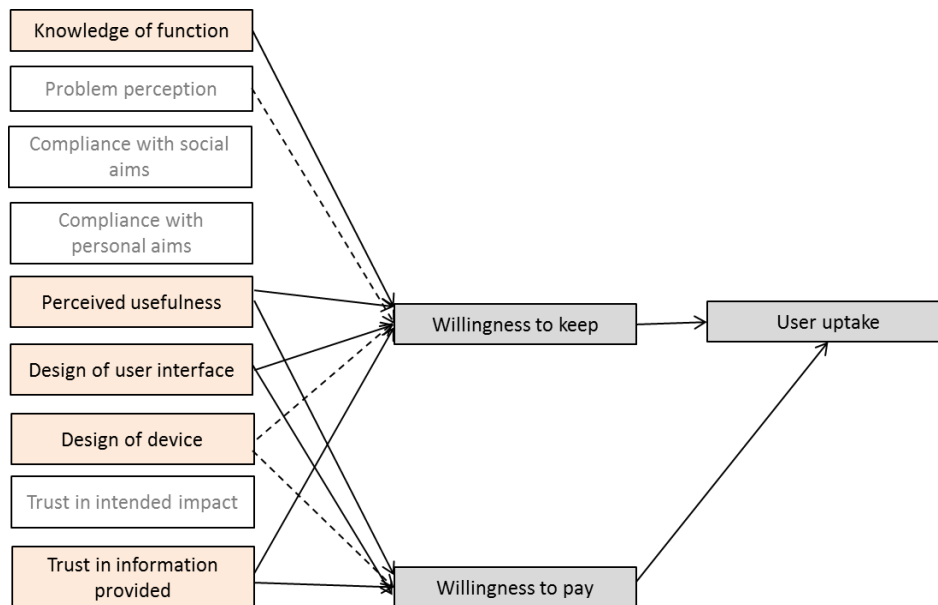 Knowledge of function
Problem perception
Compliance with social
aims
Compliance with
personal aims
Perceived usefulness
Design of user interface
Design of device
Trust in intended impact
Trust in information
provided
Willingness to keep
Willingness to pay
User uptake